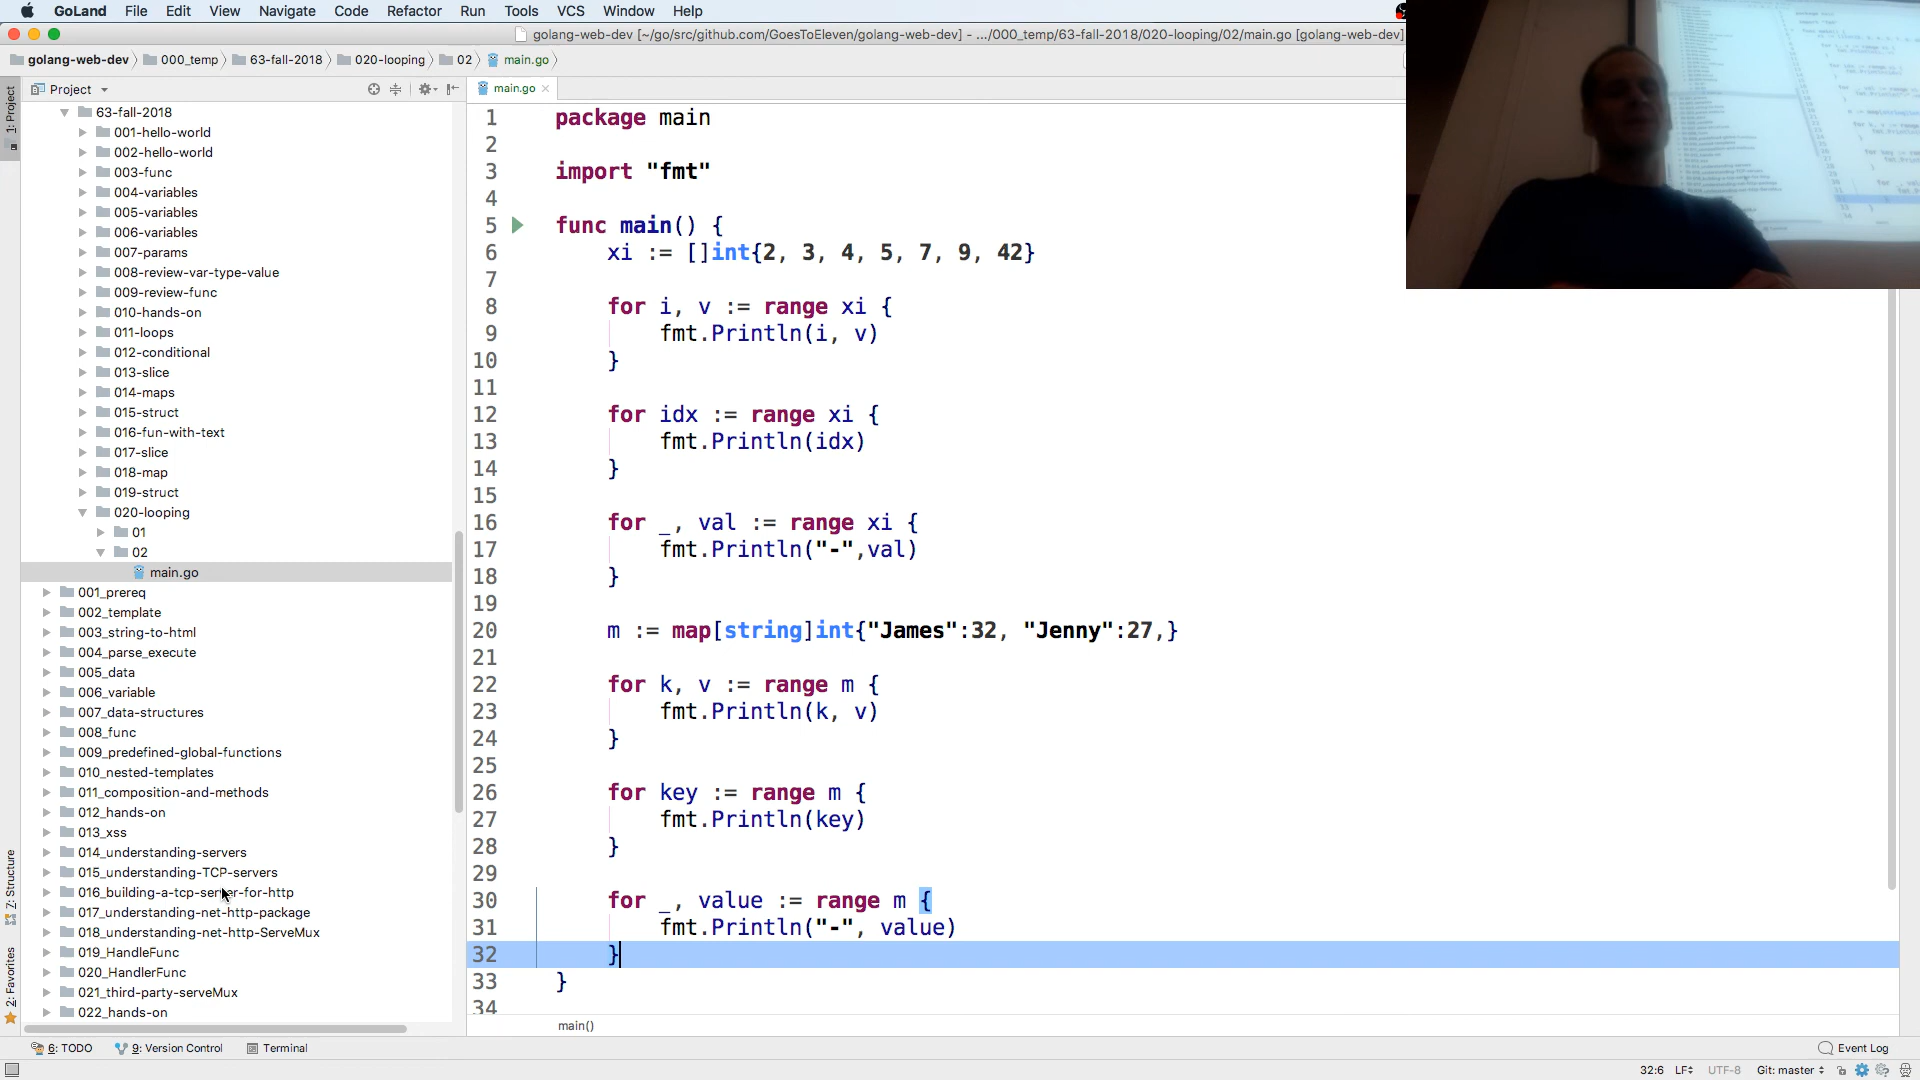 GoLand File Edit View Navigate Code Refactor Run Tools VCS Window Help
golang-web-dev [~/go/src/github.com/GoesToEleven/golang-web-dev] - .../000_temp/63-fall-2018/020-looping/02/main.go [golang-web-dev]
golang-web-dev 000_temp 63-fall-2018 020-looping 02 main.go
Project
main.go
1: Project
63-fall-2018
001-hello-world
002-hello-world
003-func
004-variables
005-variables
006-variables
007-params
008-review-var-type-value
009-review-func
010-hands-on
011-loops
012-conditional
013-slice
014-maps
015-struct
016-fun-with-text
017-slice
018-map
019-struct
020-looping
01
02
main.go
001_prereq
002_template
003_string-to-html
004_parse_execute
005_data
006_variable
007_data-structures
008_func
009_predefined-global-functions
010_nested-templates
011_composition-and-methods
012_hands-on
013_xss
014_understanding-servers
015_understanding-TCP-servers
016_building-a-tcp-server-for-http
017_understanding-net-http-package
018_understanding-net-http-ServeMux
019_HandleFunc
020_HandlerFunc
021_third-party-serveMux
022_hands-on
Z: Structure
2: Favorites
1 package main
2
3 import "fmt"
4
5 func main() {
6 xi := []int{2, 3, 4, 5, 7, 9, 42}
7
8 for i, v := range xi {
9 fmt.Println(i, v)
10 }
11
12 for idx := range xi {
13 fmt.Println(idx)
14 }
15
16 for _, val := range xi {
17 fmt.Println("-",val)
18 }
19
20 m := map[string]int{"James":32, "Jenny":27,}
21
22 for k, v := range m {
23 fmt.Println(k, v)
24 }
25
26 for key := range m {
27 fmt.Println(key)
28 }
29
30 for _, value := range m {
31 fmt.Println("-", value)
32 }
33 }
34
main()
6: TODO 9: Version Control Terminal Event Log
32:6 LF UTF-8 Git: master